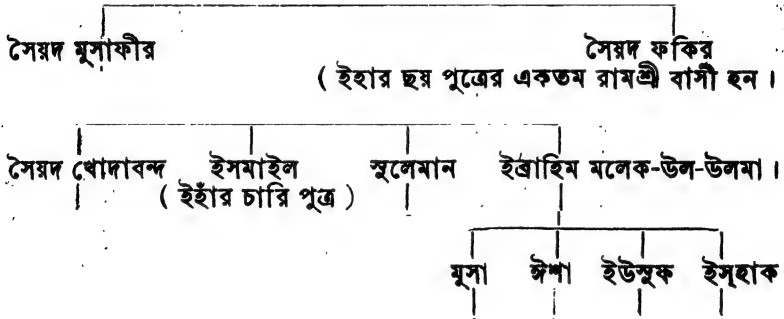 সৈয়দ মূসাফীর সৈয়দ ফকির
( ইহার ছয় পুত্রের একতম রামশ্রী বাসী হন ।
সৈয়দ খোদাবন্দ ইসমাইল সুলেমান ইব্রাহিম মলেক-উল-উলমা ।
( ইহাঁর চারি পুত্র )
মূসা ঈশা ইউসুফ ইস্‌হাক